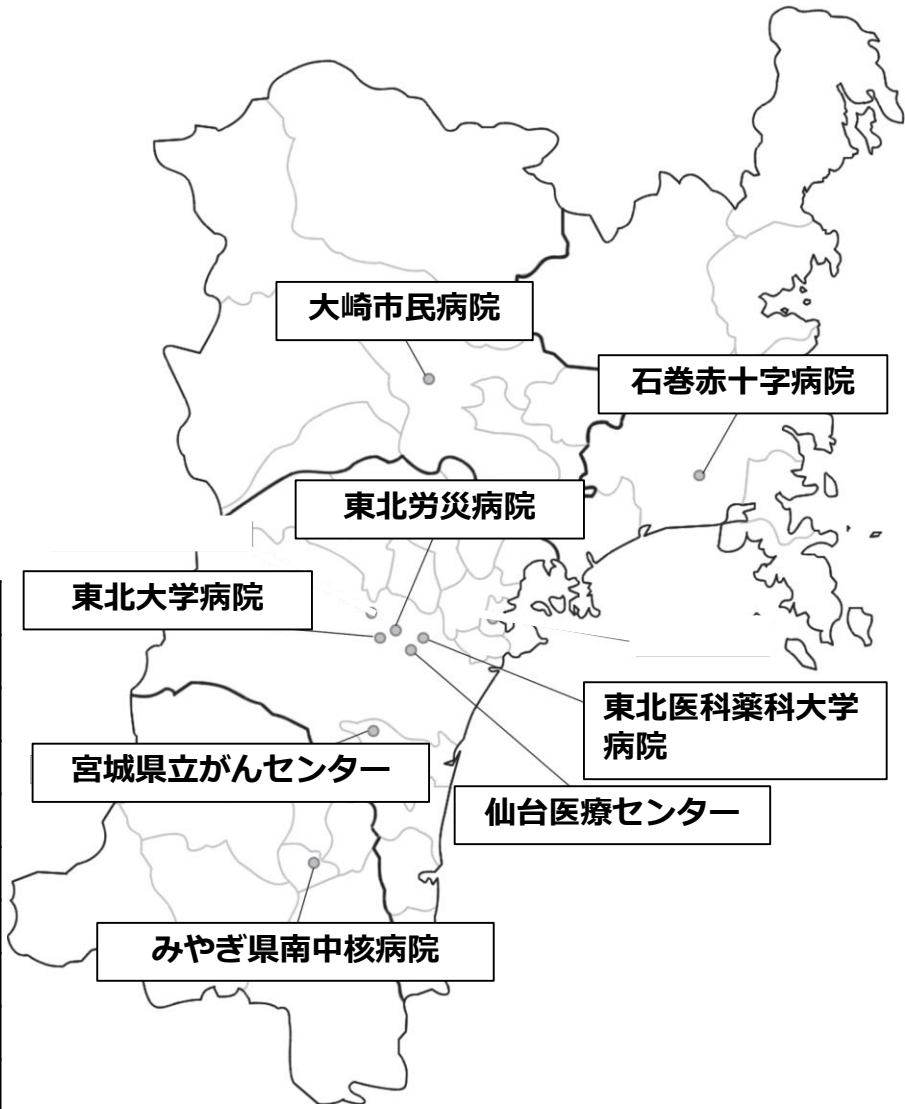 大崎市民病院
石巻赤十字病院
東北労災病院
東北大学病院
東北医科薬科大学
病院
宮城県立がんセンター
仙台医療センター
みやぎ県南中核病院